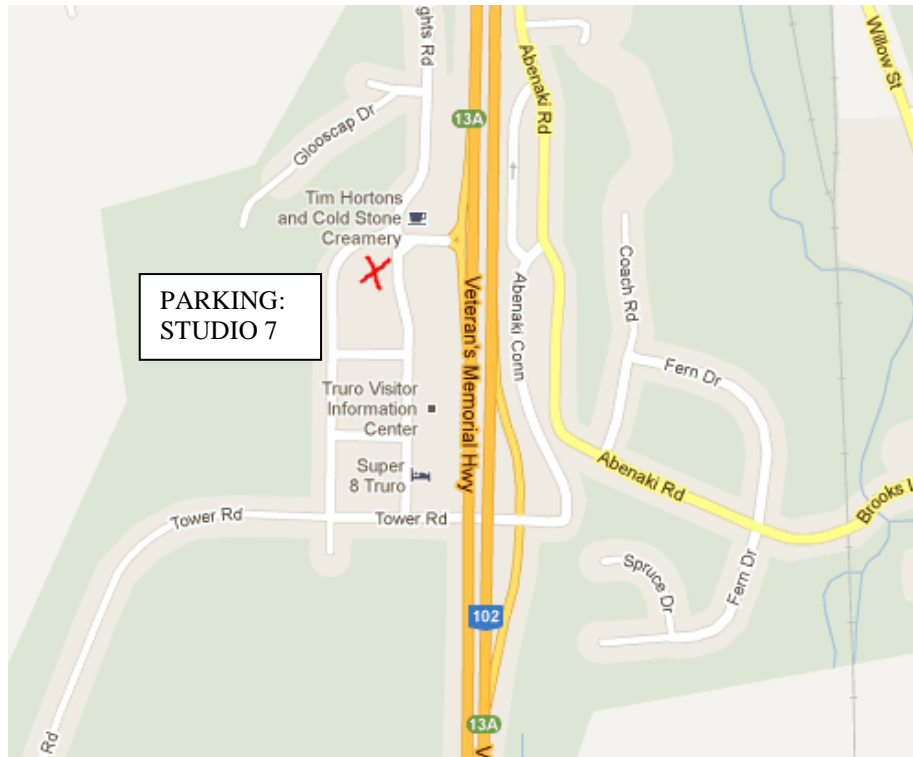 ghts Rd
Glooscap Dr
13A
Abenaki Rd
Willow St
Tim Hortons
and Cold Stone
Creamery
PARKING:
STUDIO 7
Veteran's Memorial Hwy
Abenaki Conn
Coach Rd
Fern Dr
Truro Visitor
Information
Center
Super
8 Truro
Abenaki Rd
Brooks L
Tower Rd
Tower Rd
Spruce Dr
Fern Dr
102
13A
Rd
V